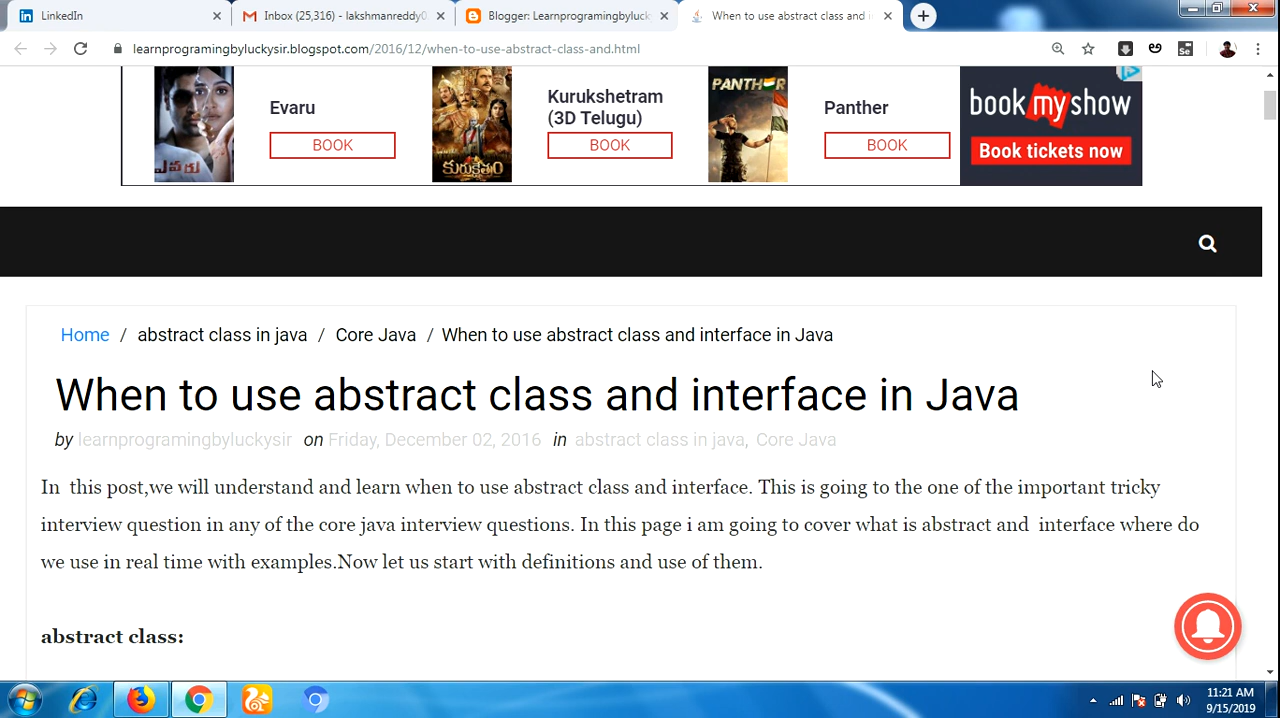 LinkedIn
Inbox (25,316) - lakshmanreddy0
Blogger: Learnprogramingbyluck
When to use abstract class and i
learnprogramingbyluckysir.blogspot.com/2016/12/when-to-use-abstract-class-and.html
Evaru
BOOK
ఎవరు
Kurukshetram
(3D Telugu)
BOOK
కురుక్షేత్రం
PANTHER
Panther
BOOK
book my show
Book tickets now
Home / abstract class in java / Core Java / When to use abstract class and interface in Java
When to use abstract class and interface in Java
by learnprogramingbyluckysir on Friday, December 02, 2016 in abstract class in java, Core Java
In this post,we will understand and learn when to use abstract class and interface. This is going to the one of the important tricky
interview question in any of the core java interview questions. In this page i am going to cover what is abstract and interface where do
we use in real time with examples.Now let us start with definitions and use of them.
abstract class:
11:21 AM
9/15/2019